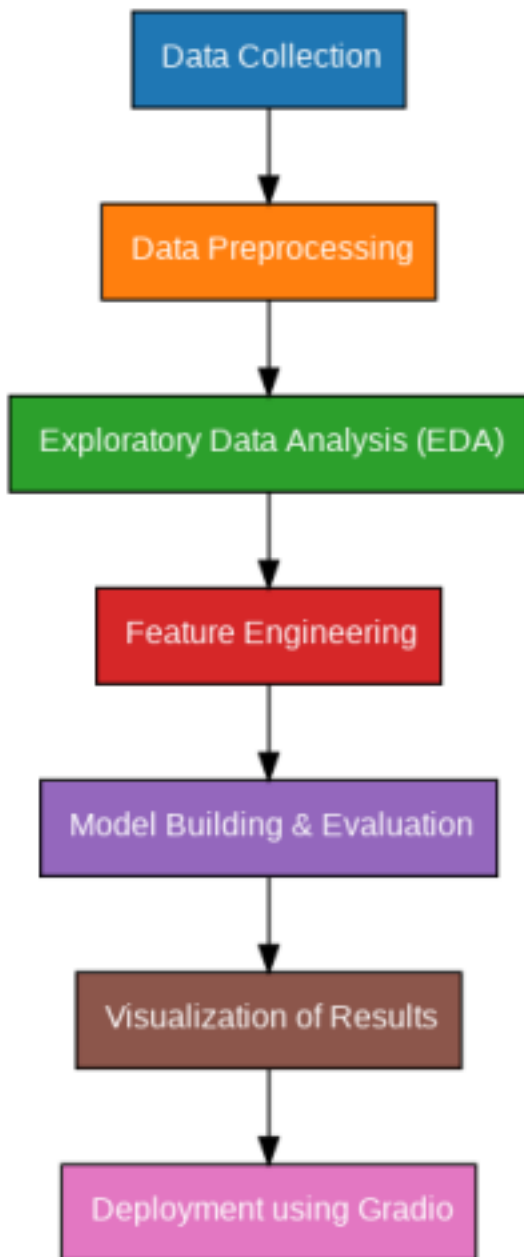 Data Collection
Data Preprocessing
Exploratory Data Analysis (EDA)
Feature Engineering
Model Building & Evaluation
Visualization of Results
Deployment using Gradio